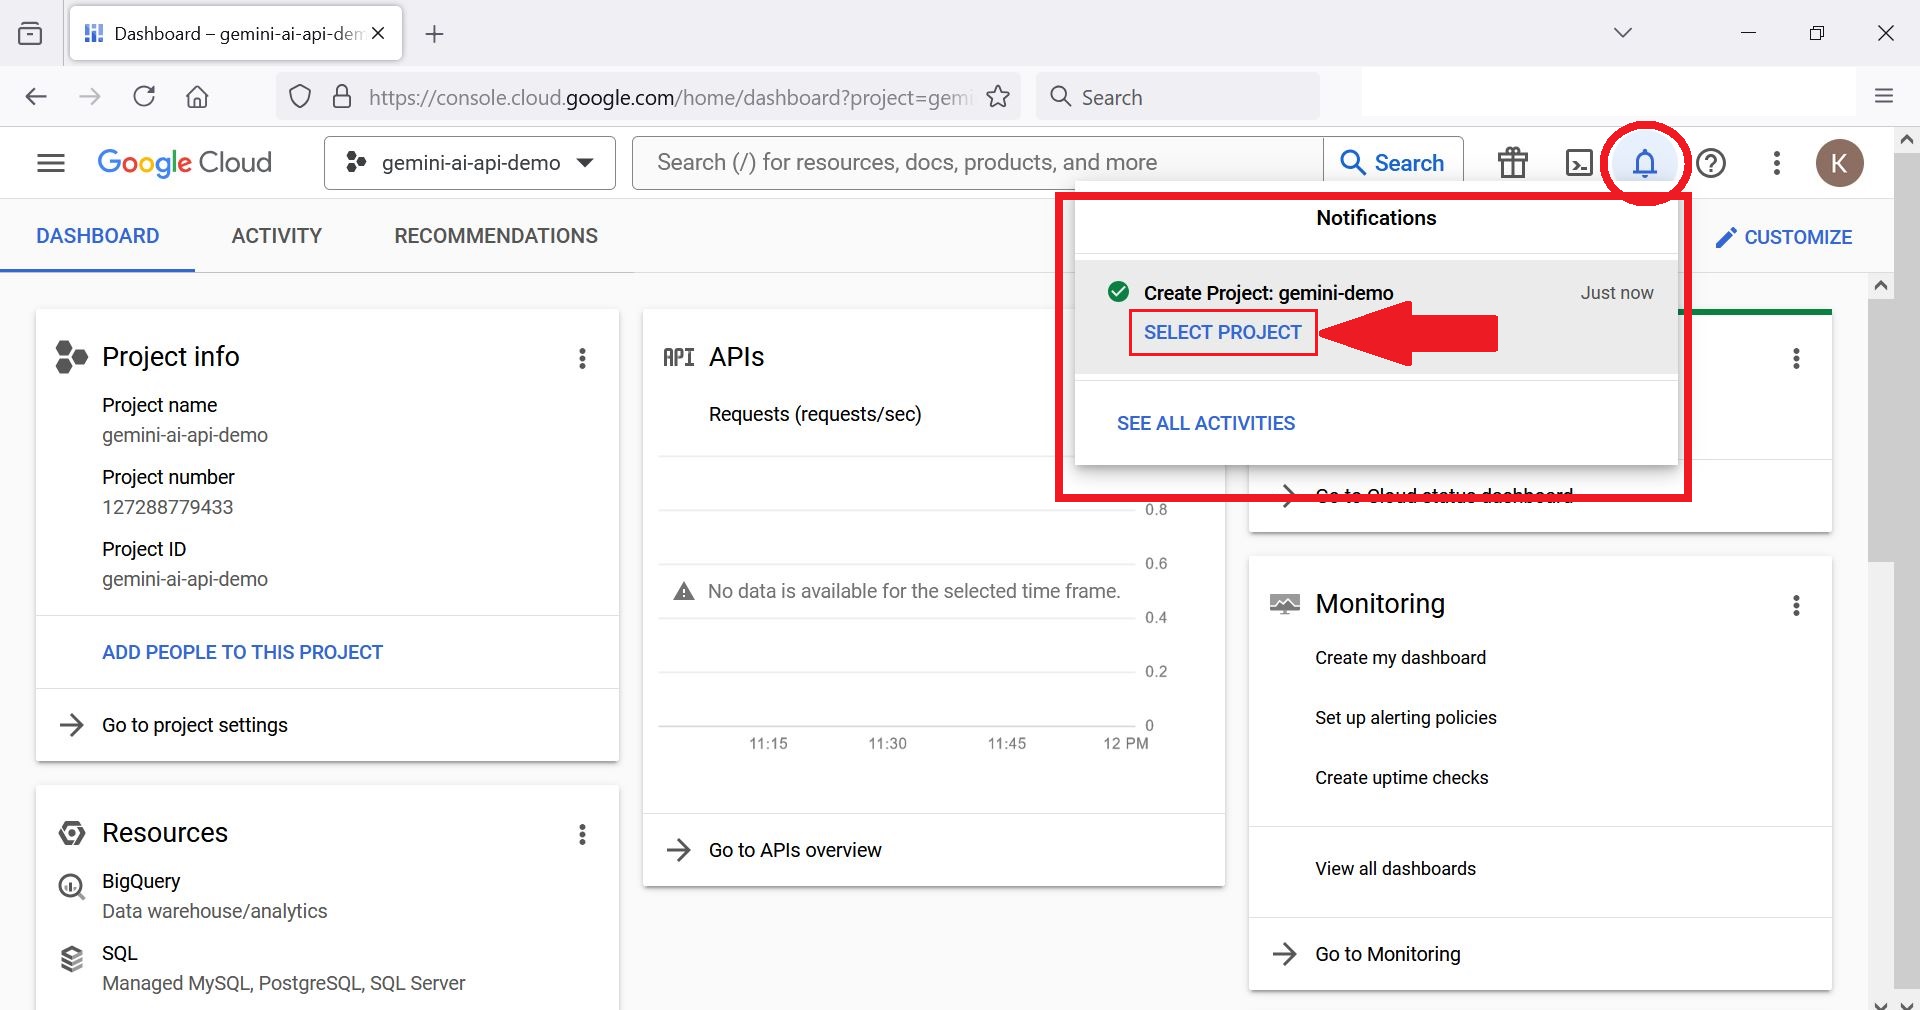 Dashboard – gemini-ai-api-dem
https://console.cloud.google.com/home/dashboard?project=gemi
Search
Google Cloud
gemini-ai-api-demo
Search (/) for resources, docs, products, and more
Search
K
DASHBOARD
ACTIVITY
RECOMMENDATIONS
CUSTOMIZE
Notifications
Create Project: gemini-demo
Just now
SELECT PROJECT
SEE ALL ACTIVITIES
Project info
Project name
gemini-ai-api-demo
Project number
127288779433
Project ID
gemini-ai-api-demo
ADD PEOPLE TO THIS PROJECT
Go to project settings
Resources
BigQuery
Data warehouse/analytics
SQL
Managed MySQL, PostgreSQL, SQL Server
API APIs
Requests (requests/sec)
0.8
0.6
No data is available for the selected time frame.
0.4
0.2
0
11:15 11:30 11:45 12 PM
Go to APIs overview
Go to Cloud status dashboard
Monitoring
Create my dashboard
Set up alerting policies
Create uptime checks
View all dashboards
Go to Monitoring